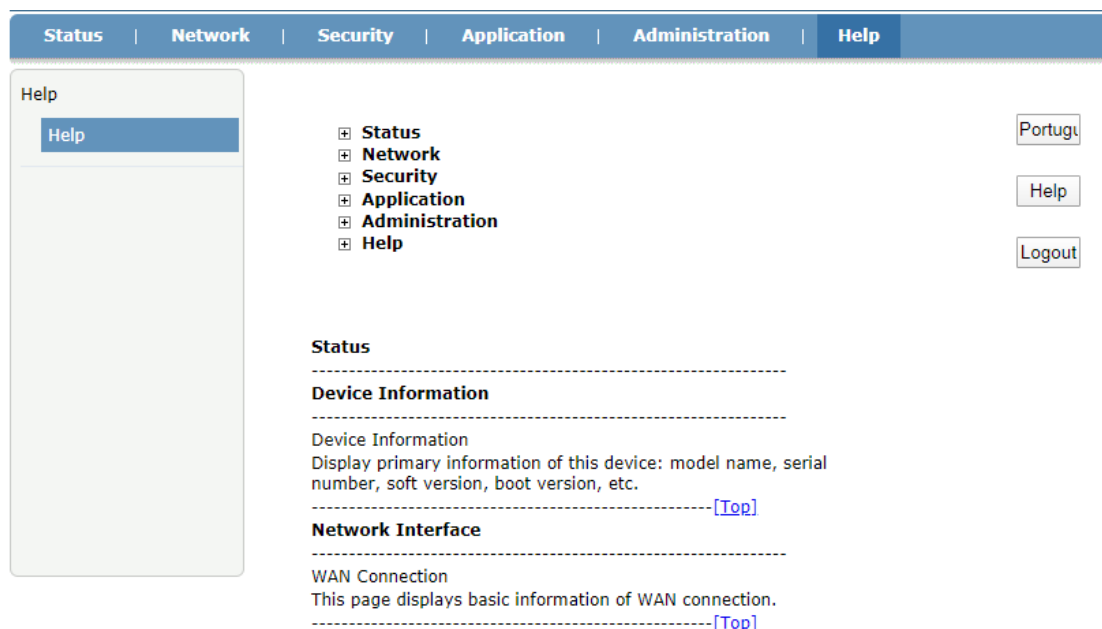 Status | Network | Security | Application | Administration | Help
Help
Help
Status
Network
Security
Application
Administration
Help
Portugu
Help
Logout
Status
----------------------------------------------------------------
Device Information
----------------------------------------------------------------
Device Information
Display primary information of this device: model name, serial
number, soft version, boot version, etc.
------------------------------------------------------[Top]
Network Interface
----------------------------------------------------------------
WAN Connection
This page displays basic information of WAN connection.
------------------------------------------------------[Top]